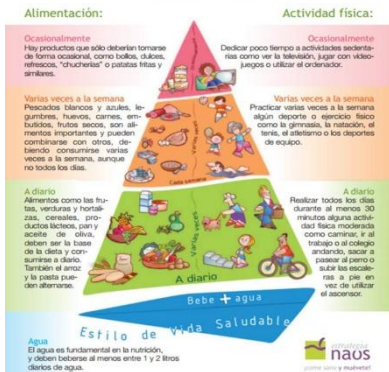 Alimentación:
Actividad física:
Ocasionalmente
Hay productos que sólo deberían tomarse
de forma ocasional, como bollos, dulces,
refrescos, "chucherías" o patatas fritas y
similares.
Ocasionalmente
Dedicar poco tiempo a actividades sedenta-
rias como ver la televisión, jugar con video-
juegos o utilizar el ordenador.
Varias veces a la semana
Pescados blancos y azules, le-
gumbres, huevos, carnes, em-
butidos, frutos secos, son ali-
mentos importantes y pueden
combinarse con otros, de-
biendo consumirse varias
veces a la semana, aunque
no todos los días.
Varias veces a la semana
Practicar varias veces a la semana
algún deporte o ejercicio físico
como la gimnasia, la natación, el
tenis, el atletismo o los deportes
de equipo.
Cada semana
A diario
Alimentos como las fru-
tas, verduras y hortali-
zas, cereales, pro-
ductos lácteos, pan y
aceite de oliva,
deben ser la base
de la dieta y con-
sumirse a diario.
También el arroz
y la pasta pue-
den alternarse.
Varias veces
A diario
A diario
Realizar todos los días
durante al menos 30
minutos alguna activi-
dad física moderada
como caminar, ir al
trabajo o al colegio
andando, sacar a
pasear al perro o
subir las escale-
ras a pie en
vez de utilizar
el ascensor.
Bebe + agua
Estilo de Vida Saludable
Agua
El agua es fundamental en la nutrición,
y deben beberse al menos entre 1 y 2 litros
diarios de agua.
estrategia
naos
¡come sano y muévete!